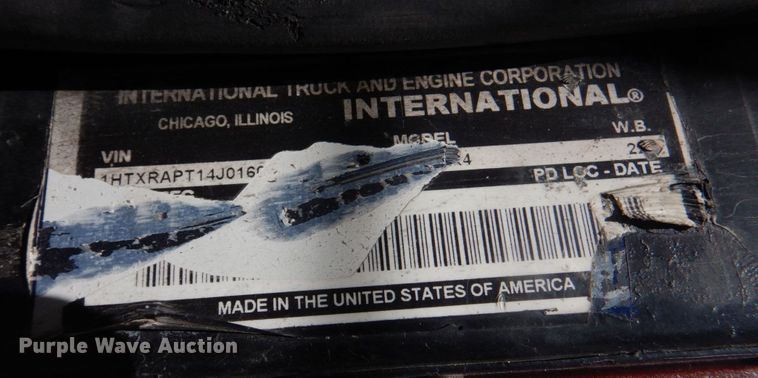 INTERNATIONAL TRUCK AND ENGINE CORPORATION
INTERNATIONAL®
CHICAGO, ILLINOIS
MODEL W.B.
VIN
1HTXRAPT14J016
PD LOC - DATE
MADE IN THE UNITED STATES OF AMERICA
Purple Wave Auction